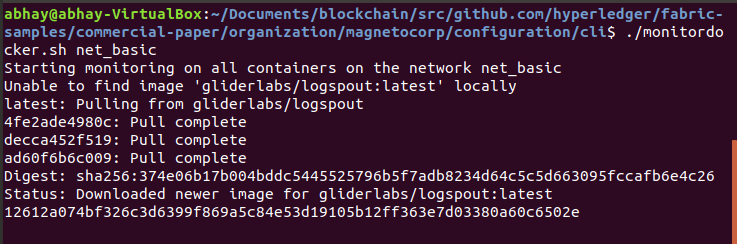 abhay@abhay-VirtualBox:~/Documents/blockchain/src/github.com/hyperledger/fabric-
samples/commercial-paper/organization/magnetocorp/configuration/cli$ ./monitordo
cker.sh net_basic
Starting monitoring on all containers on the network net_basic
Unable to find image 'gliderlabs/logspout:latest' locally
latest: Pulling from gliderlabs/logspout
4fe2ade4980c: Pull complete
decca452f519: Pull complete
ad60f6b6c009: Pull complete
Digest: sha256:374e06b17b004bddc5445525796b5f7adb8234d64c5c5d663095fccafb6e4c26
Status: Downloaded newer image for gliderlabs/logspout:latest
12612a074bf326c3d6399f869a5c84e53d19105b12ff363e7d03380a60c6502e